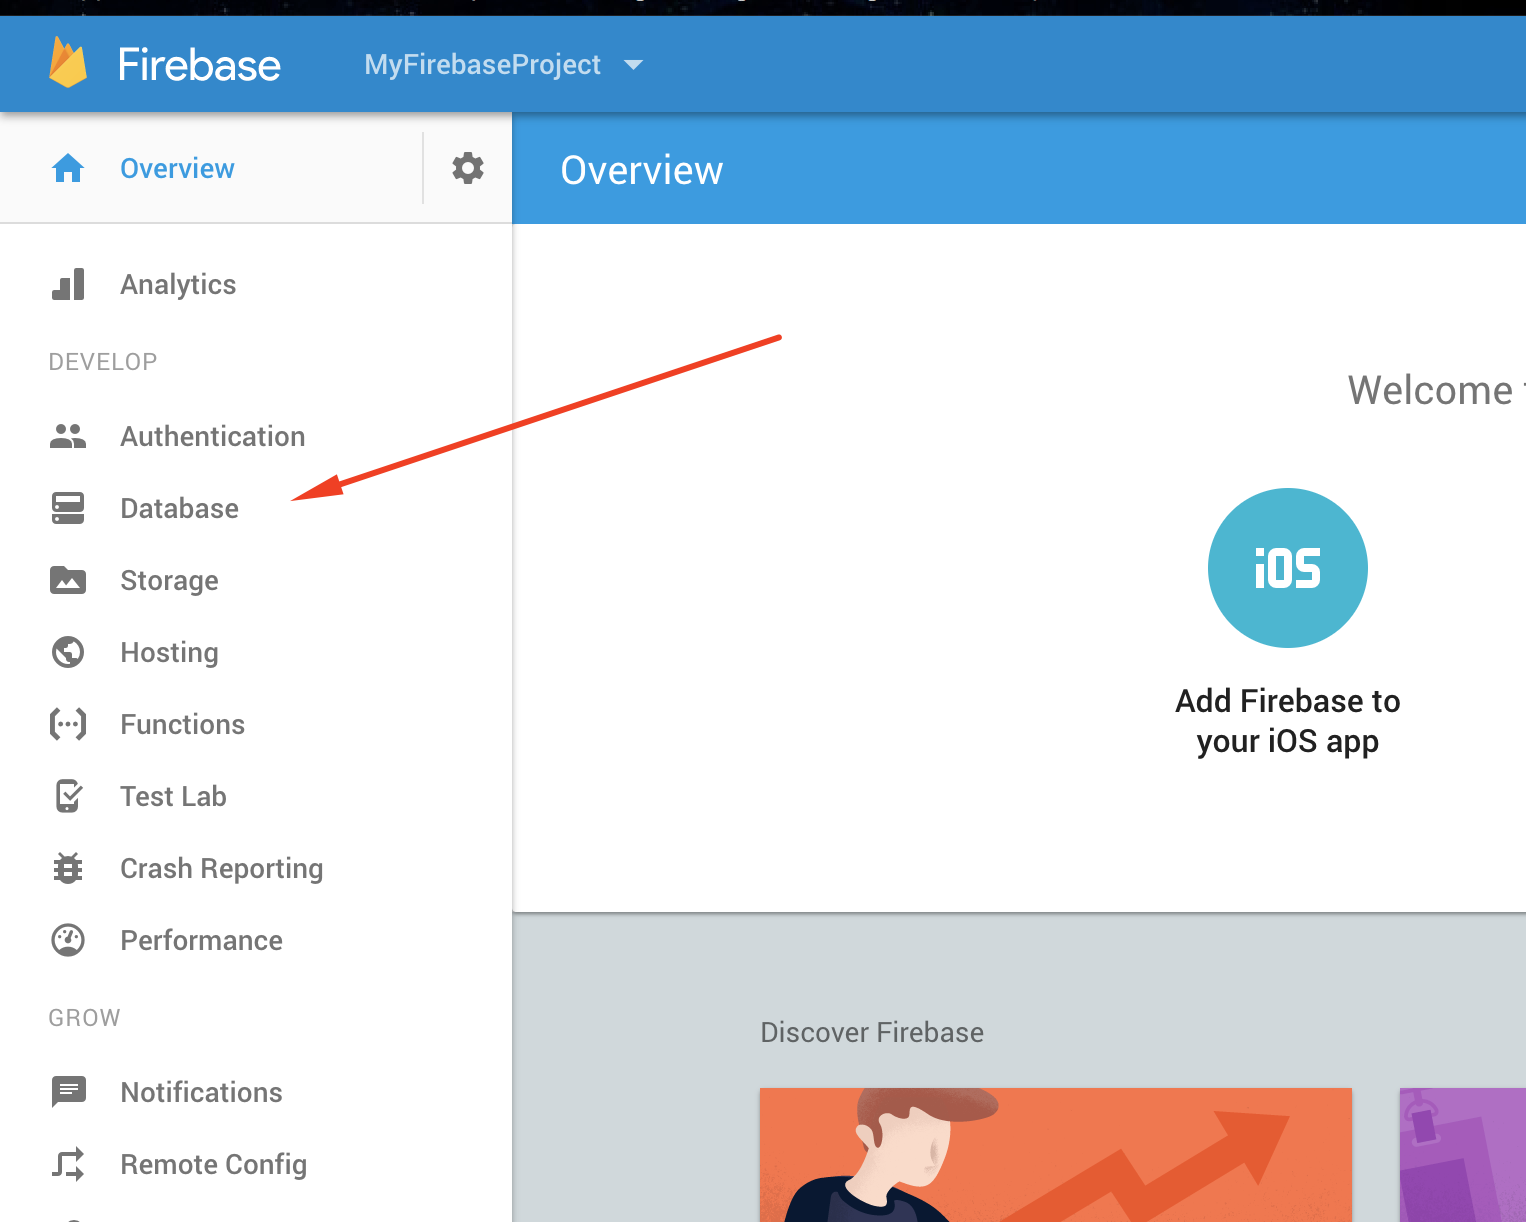 Firebase
MyFirebaseProject
Overview
Overview
Analytics
DEVELOP
Authentication
Database
Storage
Hosting
Functions
Test Lab
Crash Reporting
Performance
GROW
Notifications
Remote Config
Welcome
iOS
Add Firebase to
your iOS app
Discover Firebase